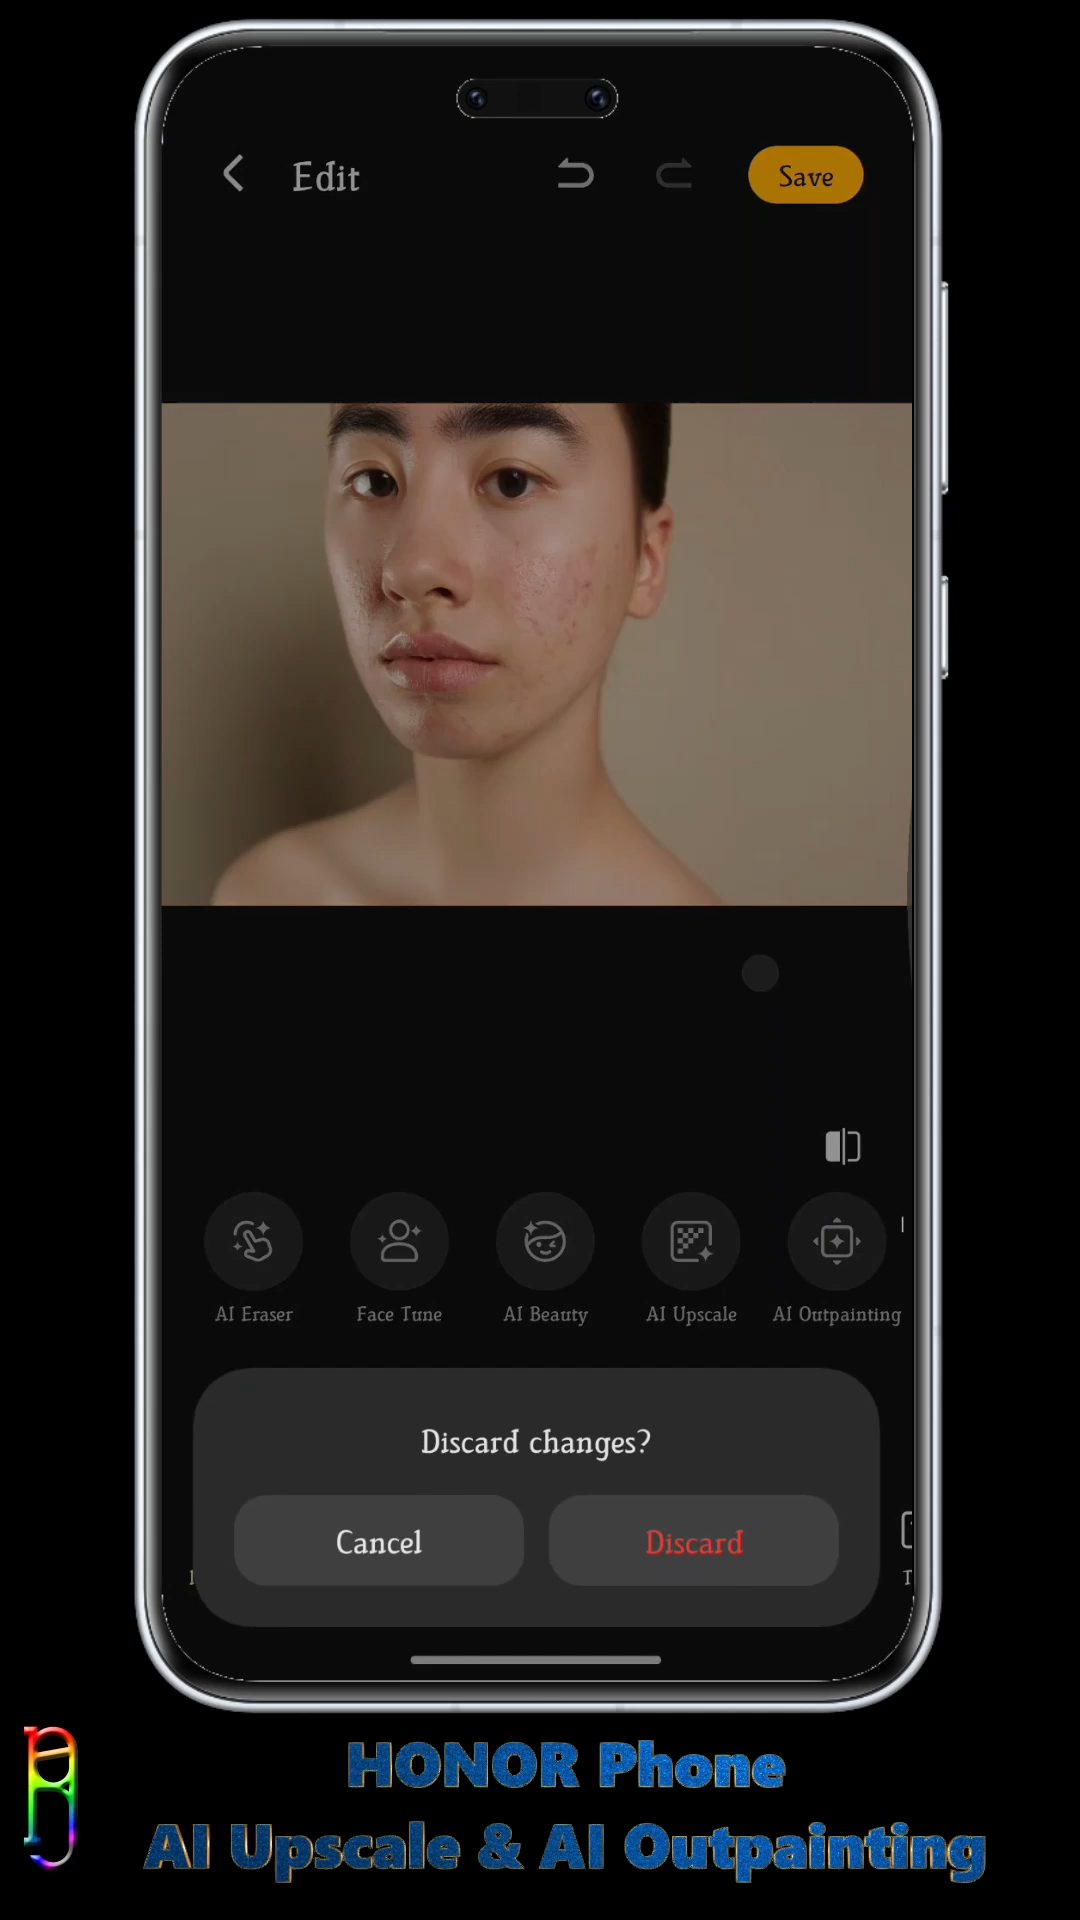 Edit
Save
AI Eraser
Face Tune
AI Beauty
AI Upscale
AI Outpainting
Discard changes?
Cancel
Discard
HONOR Phone
AI Upscale & AI Outpainting